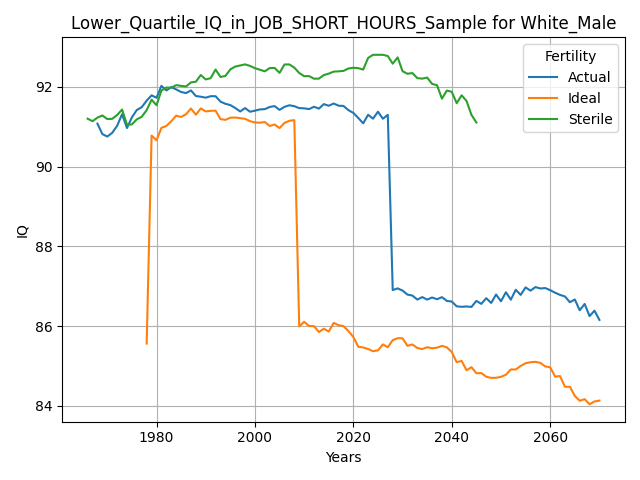 Lower_Quartile_IQ_in_JOB_SHORT_HOURS_Sample for White_Male
Fertility
Actual
Ideal
Sterile
IQ
92
90
88
86
84
1980 2000 2020 2040 2060
Years